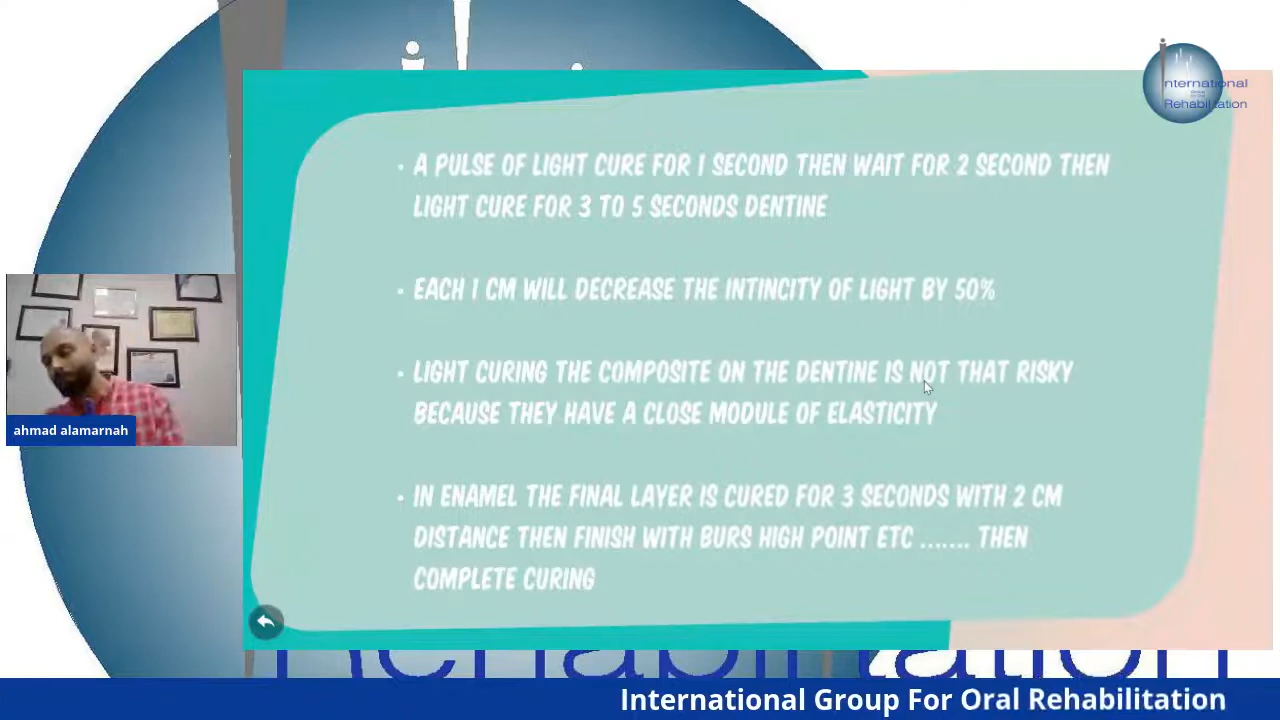 nternational
Rehabilitation
A PULSE OF LIGHT CURE FOR 1 SECOND THEN WAIT FOR 2 SECOND THEN
LIGHT CURE FOR 3 TO 5 SECONDS DENTINE
EACH 1 CM WILL DECREASE THE INTINCITY OF LIGHT BY 50%
LIGHT CURING THE COMPOSITE ON THE DENTINE IS NOT THAT RISKY
BECAUSE THEY HAVE A CLOSE MODULE OF ELASTICITY
IN ENAMEL THE FINAL LAYER IS CURED FOR 3 SECONDS WITH 2 CM
DISTANCE THEN FINISH WITH BURS HIGH POINT ETC ....... THEN
COMPLETE CURING
ahmad alamarnah
Rehabilitation
International Group For Oral Rehabilitation